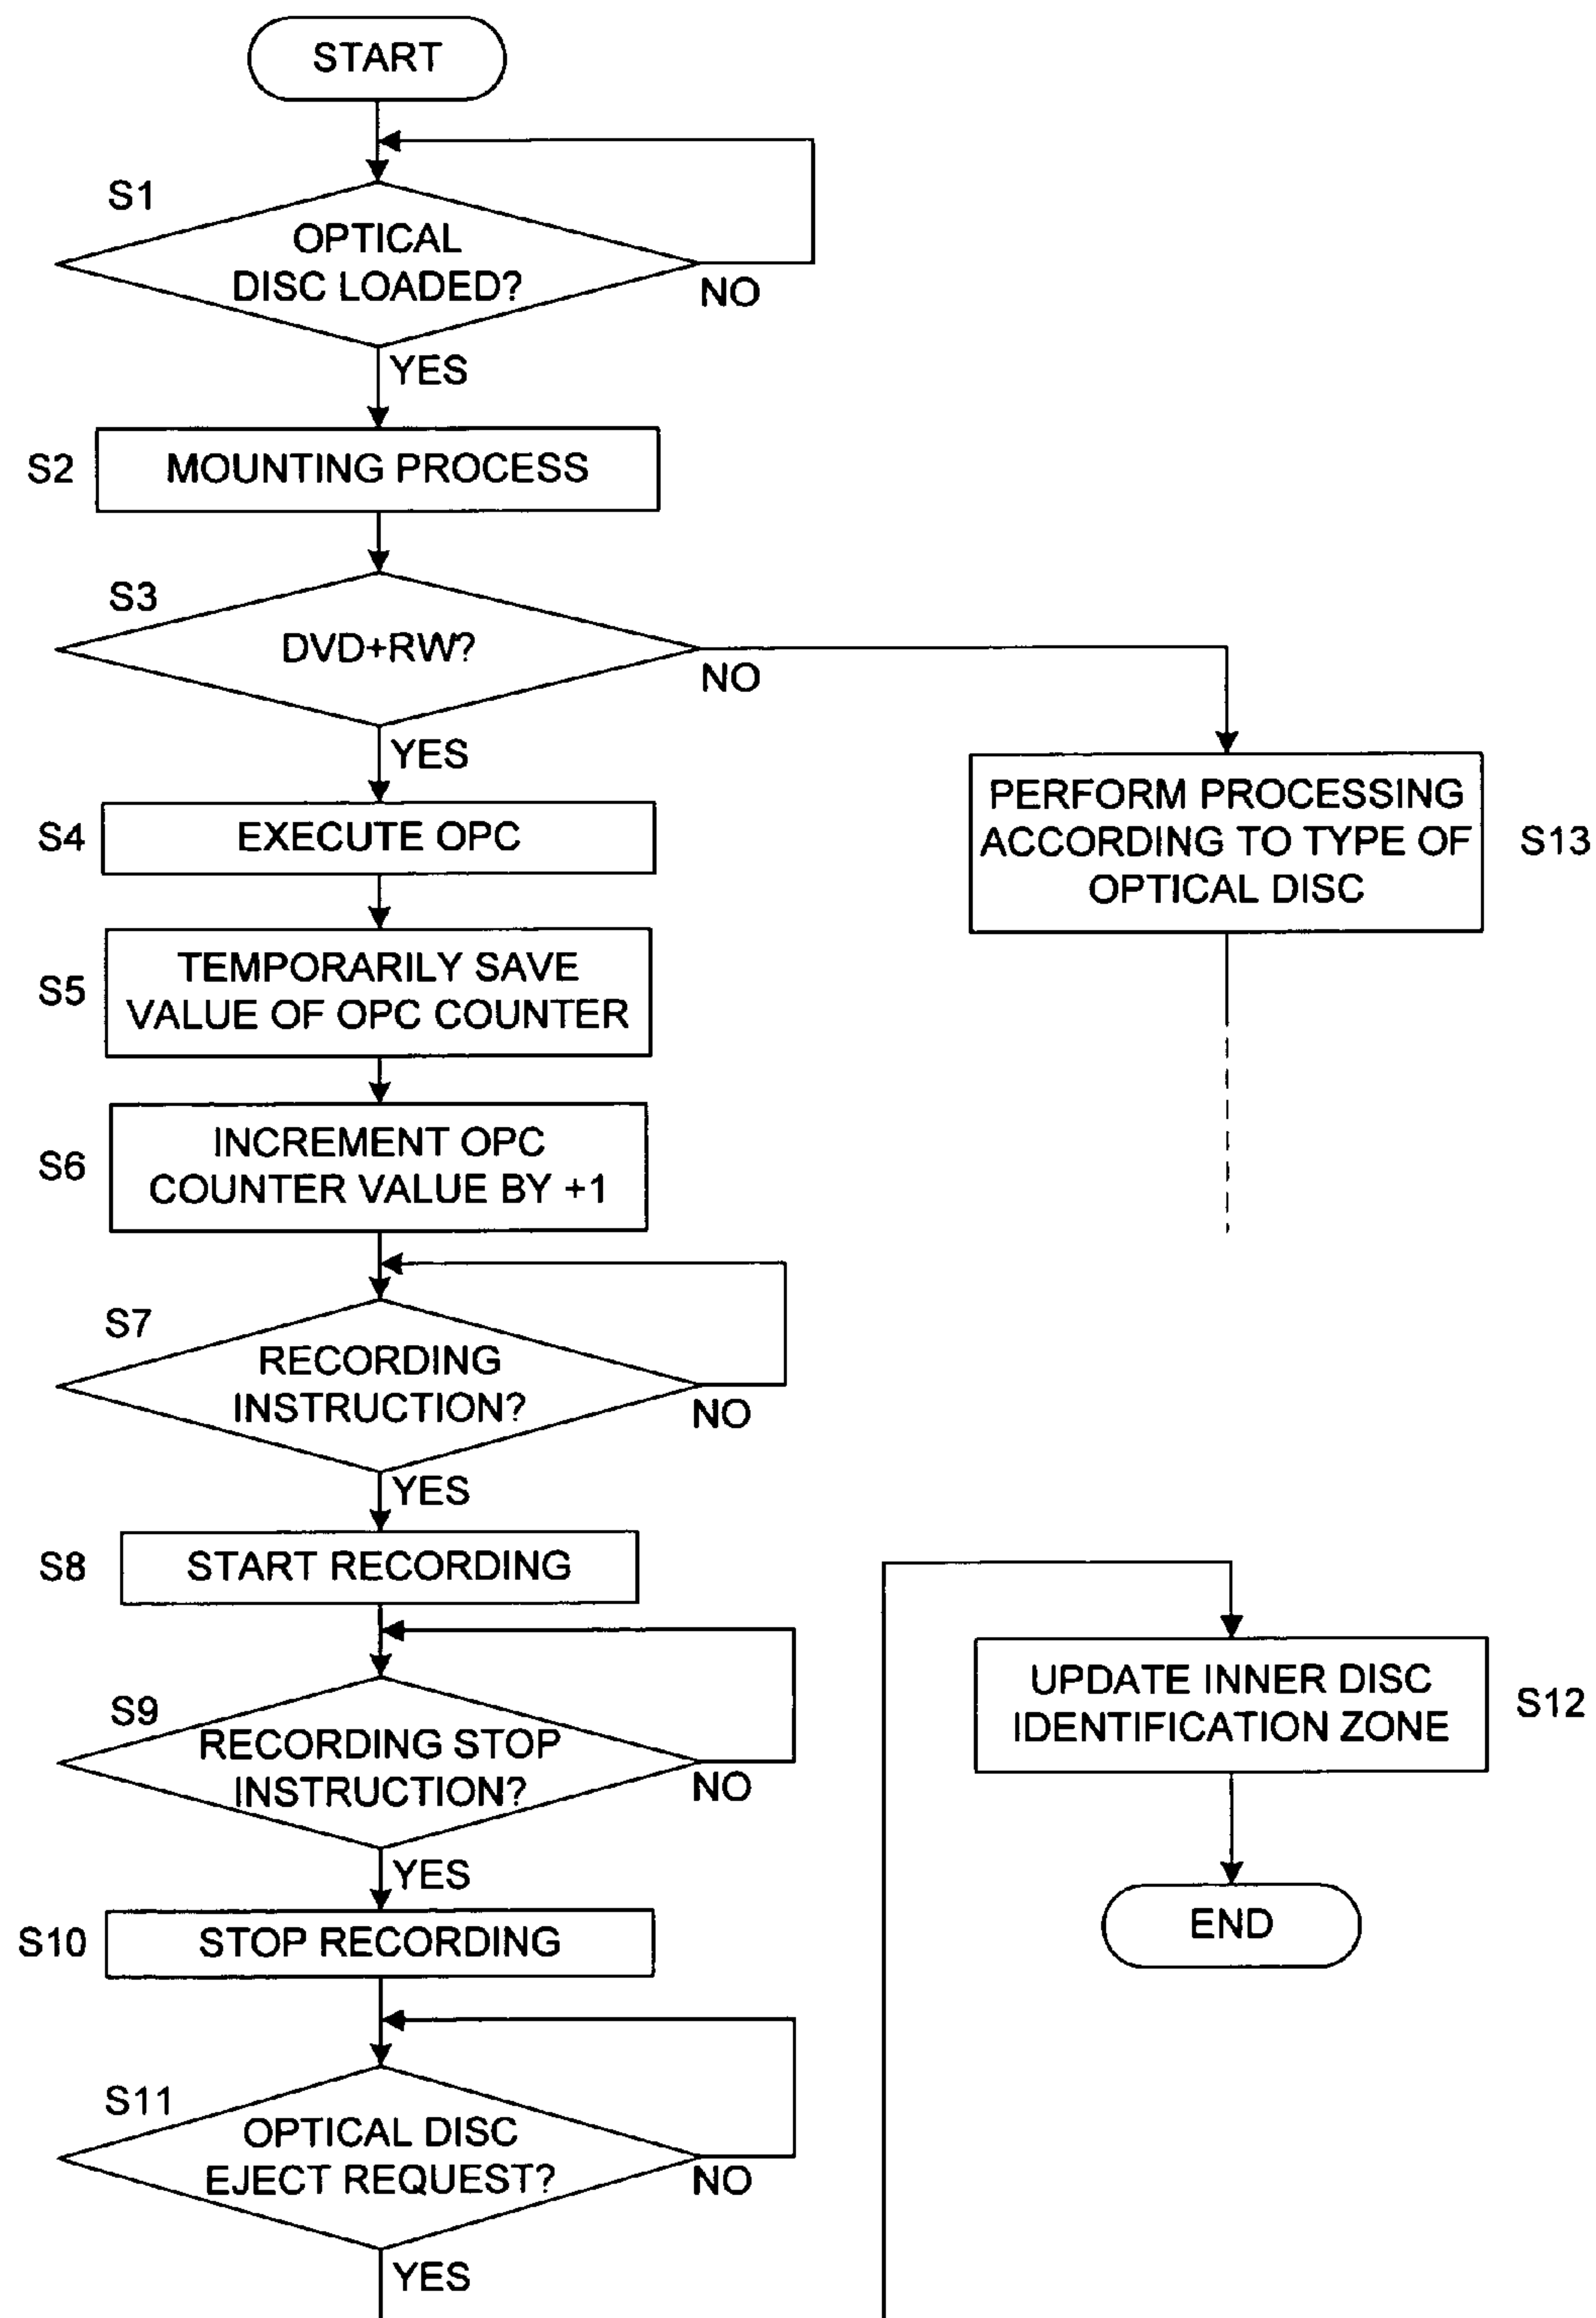 START
S1
OPTICAL
DISC LOADED?
NO
YES
S2
MOUNTING PROCESS
S3
DVD+RW?
NO
YES
S4
EXECUTE OPC
S5
TEMPORARILY SAVE
VALUE OF OPC COUNTER
S6
INCREMENT OPC
COUNTER VALUE BY +1
S7
RECORDING
INSTRUCTION?
NO
YES
S8
START RECORDING
S9
RECORDING STOP
INSTRUCTION?
NO
YES
S10
STOP RECORDING
S11
OPTICAL DISC
EJECT REQUEST?
NO
YES
PERFORM PROCESSING
ACCORDING TO TYPE OF
OPTICAL DISC
S13
UPDATE INNER DISC
IDENTIFICATION ZONE
S12
END